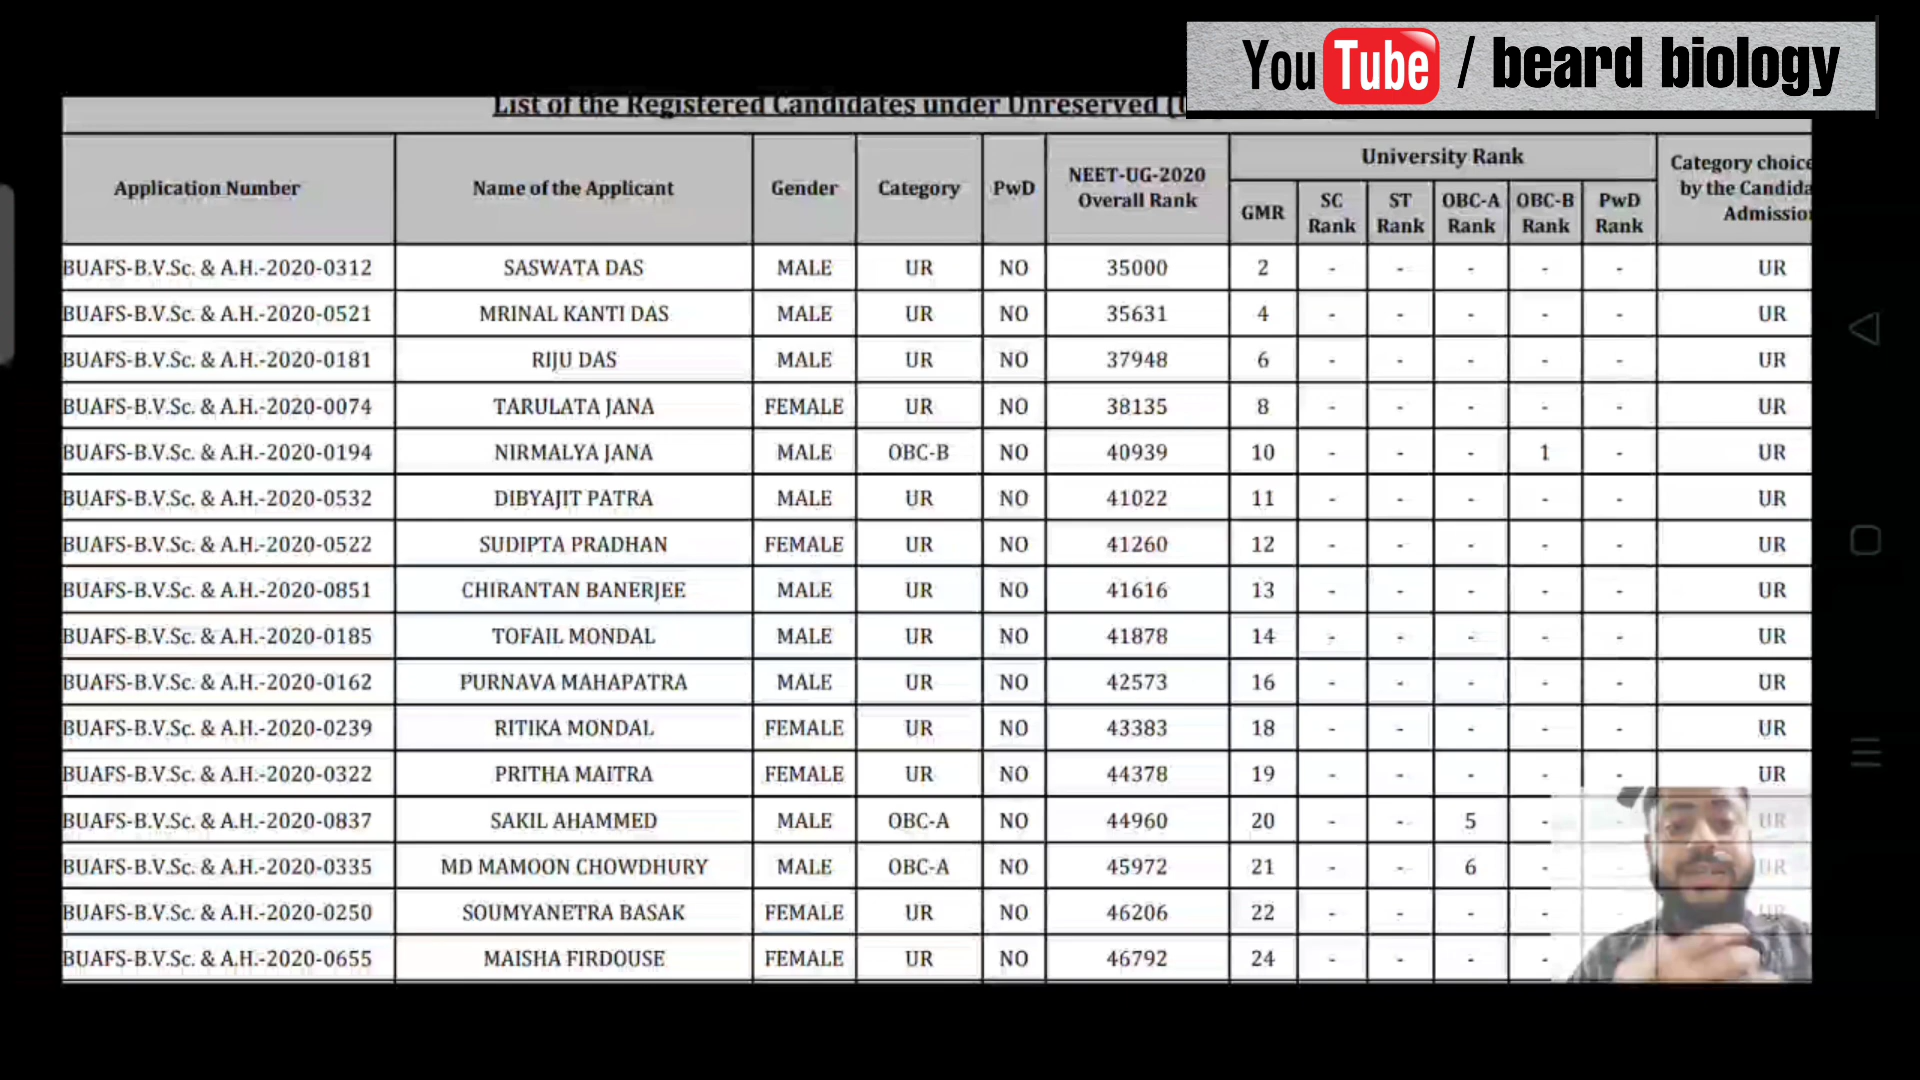 YouTube / beard biology
List of the Registered Candidates under Unreserved
Application Number Name of the Applicant Gender Category PwD NEET-UG-2020 Overall Rank University Rank GMR SC Rank ST Rank OBC-A Rank OBC-B Rank PwD Rank Category choice by the
BUAFS-B.V.Sc. & A.H.-2020-0312 SASWATA DAS MALE UR NO 35000 2 - - - - - UR
BUAFS-B.V.Sc. & A.H.-2020-0521 MRINAL KANTI DAS MALE UR NO 35631 4 - - - - - UR
BUAFS-B.V.Sc. & A.H.-2020-0181 RIJU DAS MALE UR NO 37948 6 - - - - - UR
BUAFS-B.V.Sc. & A.H.-2020-0074 TARULATA JANA FEMALE UR NO 38135 8 - - - - - UR
BUAFS-B.V.Sc. & A.H.-2020-0194 NIRMALYA JANA MALE OBC-B NO 40939 10 - - - 1 - UR
BUAFS-B.V.Sc. & A.H.-2020-0532 DIBYAJIT PATRA MALE UR NO 41022 11 - - - - - UR
BUAFS-B.V.Sc. & A.H.-2020-0522 SUDIPTA PRADHAN FEMALE UR NO 41260 12 - - - - - UR
BUAFS-B.V.Sc. & A.H.-2020-0851 CHIRANTAN BANERJEE MALE UR NO 41616 13 - - - - - UR
BUAFS-B.V.Sc. & A.H.-2020-0185 TOFAIL MONDAL MALE UR NO 41878 14 - - - - - UR
BUAFS-B.V.Sc. & A.H.-2020-0162 PURNAVA MAHAPATRA MALE UR NO 42573 16 - - - - - UR
BUAFS-B.V.Sc. & A.H.-2020-0239 RITIKA MONDAL FEMALE UR NO 43383 18 - - - - - UR
BUAFS-B.V.Sc. & A.H.-2020-0322 PRITHA MAITRA FEMALE UR NO 44378 19 - - - - - UR
BUAFS-B.V.Sc. & A.H.-2020-0837 SAKIL AHAMMED MALE OBC-A NO 44960 20 - - 5 - - UR
BUAFS-B.V.Sc. & A.H.-2020-0335 MD MAMOON CHOWDHURY MALE OBC-A NO 45972 21 - - 6 - - UR
BUAFS-B.V.Sc. & A.H.-2020-0250 SOUMYANETRA BASAK FEMALE UR NO 46206 22 - - - - - UR
BUAFS-B.V.Sc. & A.H.-2020-0655 MAISHA FIRDOUSE FEMALE UR NO 46792 24 - - - -